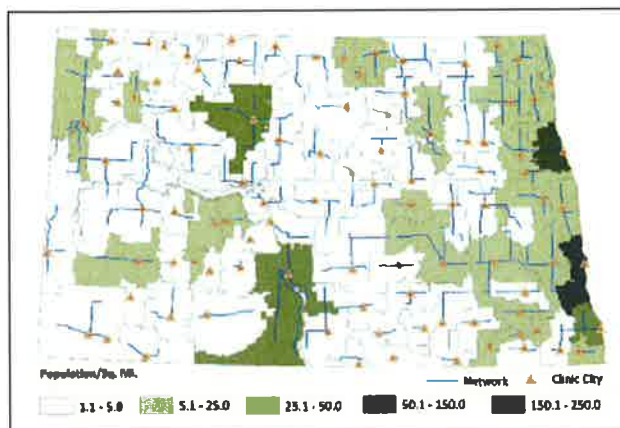 Population/Sq. Mi.
Network Clinic City
1.1 - 5.0 5.1 - 25.0 25.1 - 50.0 50.1 - 150.0 150.1 - 250.0